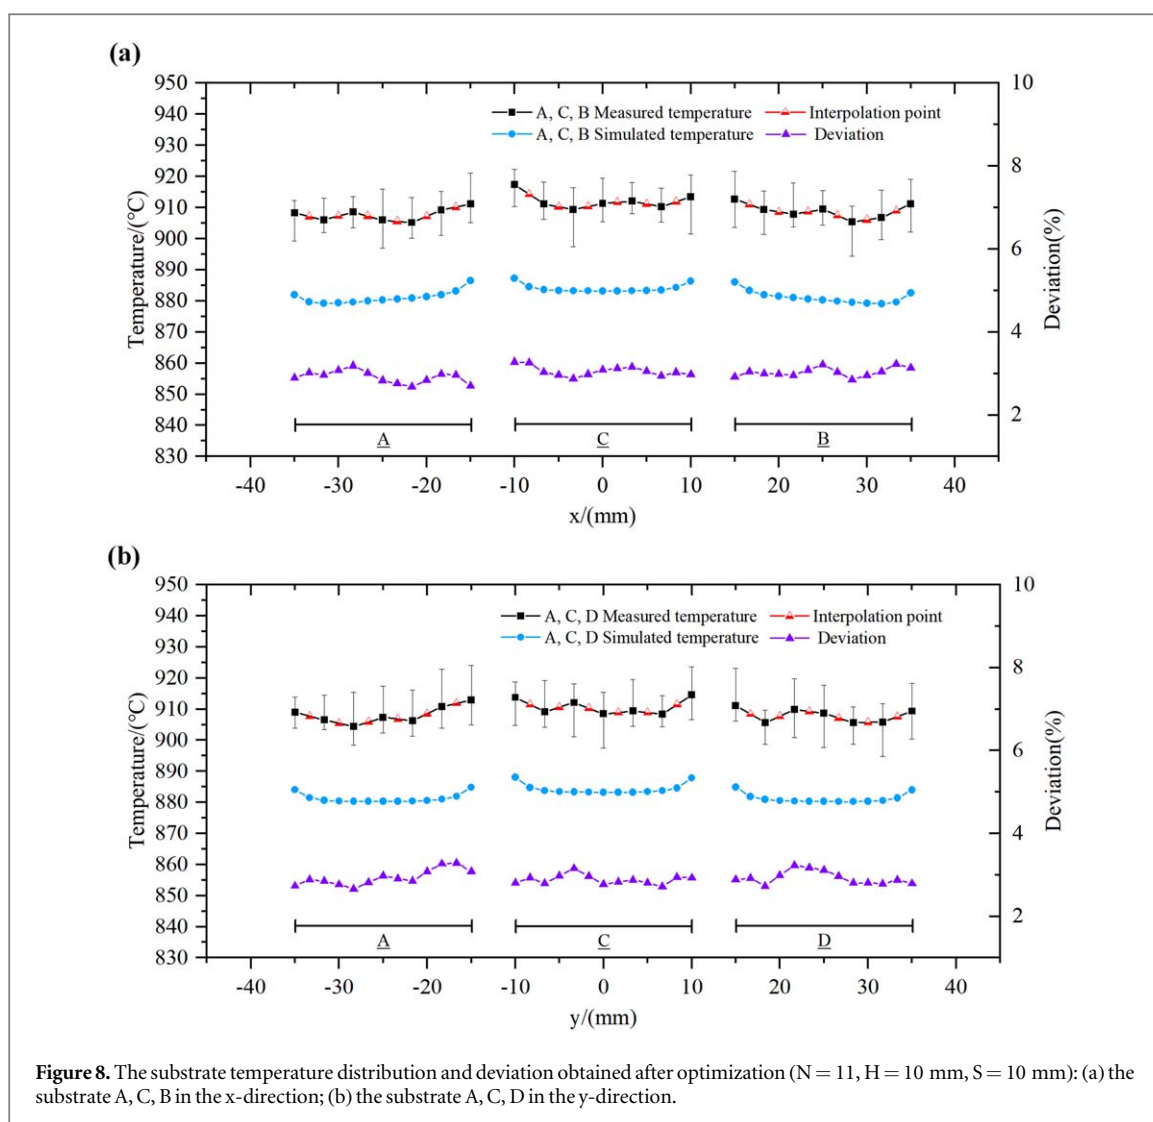 (a)
950
940
930
920
910
900
890
880
870
860
850
840
830
Temperature/(°C)
A, C, B Measured temperature
Interpolation point
A, C, B Simulated temperature
Deviation
10
8
6
4
2
Deviation(%)
A
C
B
-40
-30
-20
-10
0
10
20
30
40
x/(mm)
(b)
950
940
930
920
910
900
890
880
870
860
850
840
830
Temperature/(°C)
A, C, D Measured temperature
Interpolation point
A, C, D Simulated temperature
Deviation
10
8
6
4
2
Deviation(%)
A
C
D
-40
-30
-20
-10
0
10
20
30
40
y/(mm)
Figure 8. The substrate temperature distribution and deviation obtained after optimization (N = 11, H = 10 mm, S = 10 mm): (a) the
substrate A, C, B in the x-direction; (b) the substrate A, C, D in the y-direction.